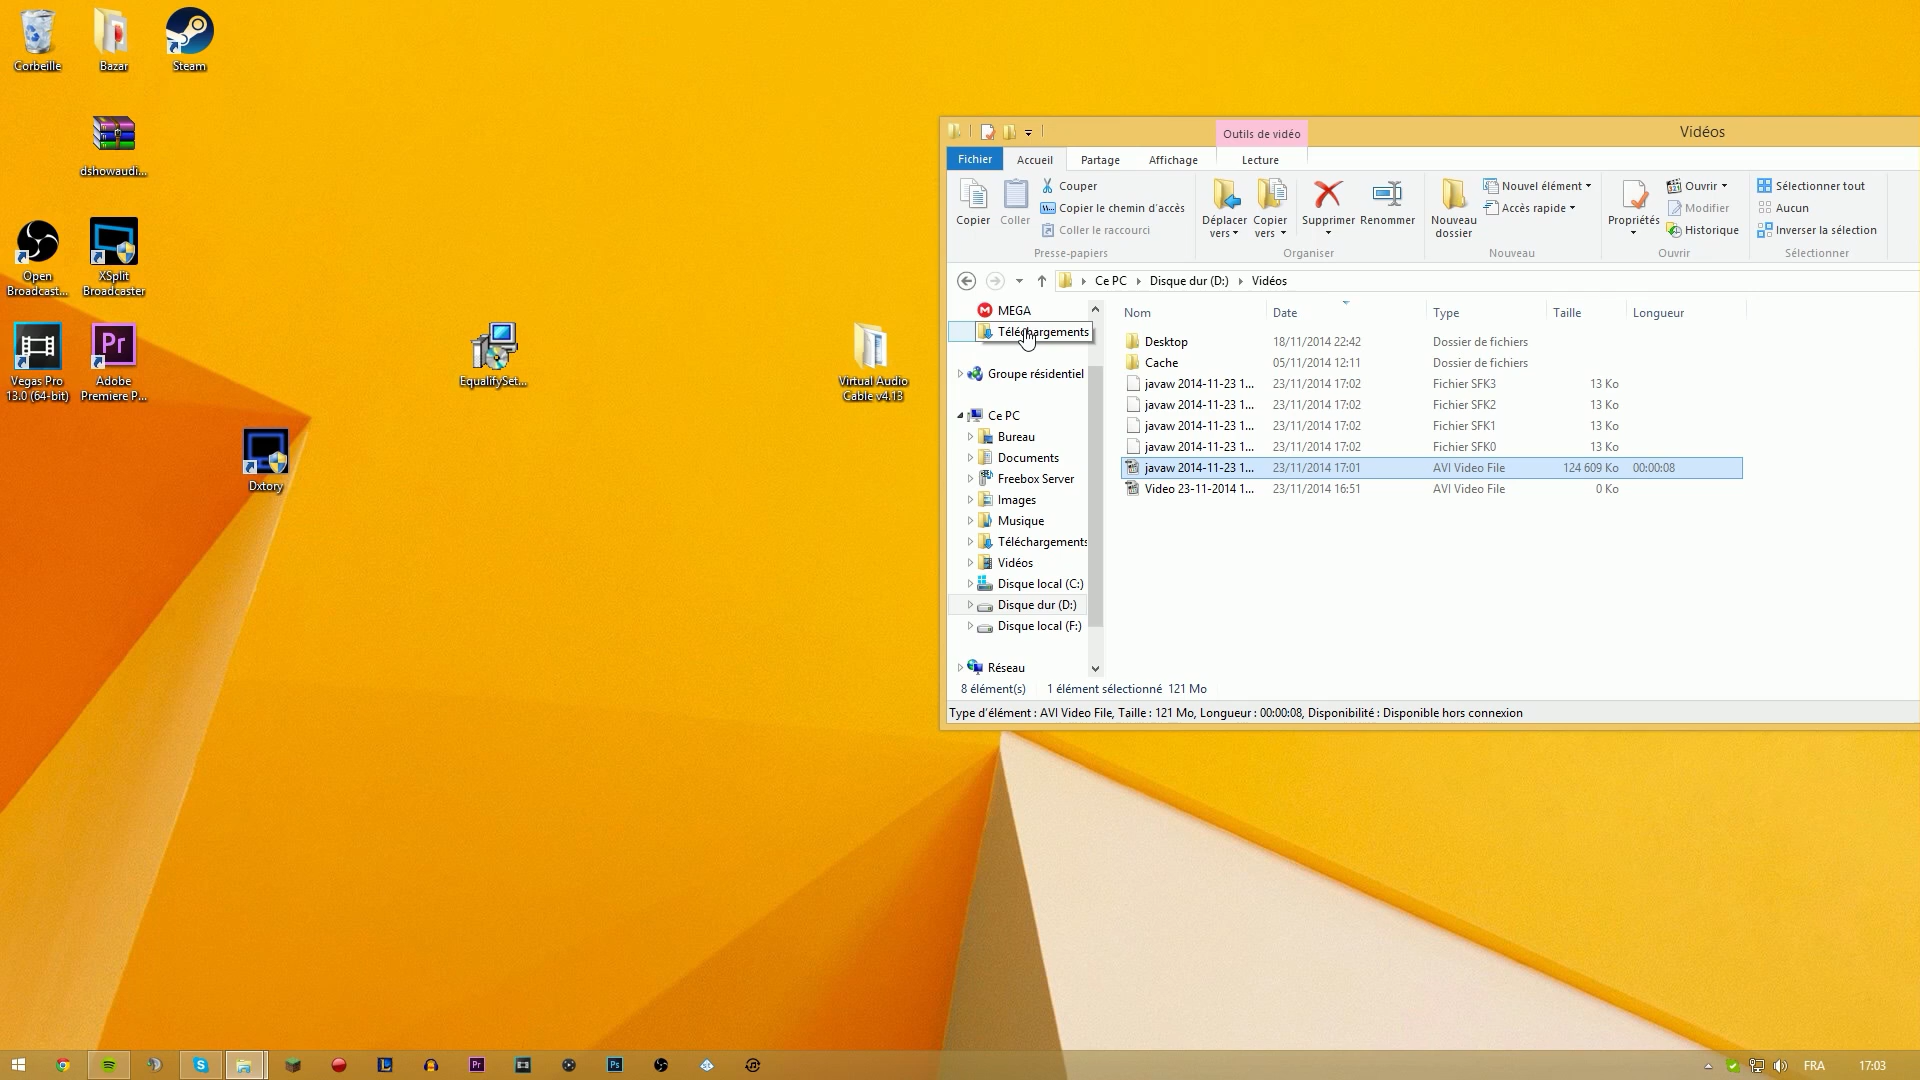 Corbeille
Bazar
Steam
dshowaudi...
Open
Broadcast...
XSplit
Broadcaster
Vegas Pro
13.0 (64-bit)
Adobe
Premiere P...
EqualifySet...
Virtual Audio
Cable v4.13
Dxtory
Outils de vidéo
Vidéos
Fichier
Accueil
Partage
Affichage
Lecture
Copier
Coller
Couper
Copier le chemin d'accès
Coller le raccourci
Presse-papiers
Déplacer
vers
Copier
vers
Supprimer
Renommer
Organiser
Nouveau
dossier
Nouvel élément
Accès rapide
Nouveau
Propriétés
Ouvrir
Modifier
Historique
Ouvrir
Sélectionner tout
Aucun
Inverser la sélection
Sélectionner
Ce PC
Disque dur (D:)
Vidéos
MEGA
Téléchargements
Groupe résidentiel
Ce PC
Bureau
Documents
Freebox Server
Images
Musique
Téléchargements
Vidéos
Disque local (C:)
Disque dur (D:)
Disque local (F:)
Réseau
Nom Date Type Taille Longueur
Desktop 18/11/2014 22:42 Dossier de fichiers
Cache 05/11/2014 12:11 Dossier de fichiers
javaw 2014-11-23 1... 23/11/2014 17:02 Fichier SFK3 13 Ko
javaw 2014-11-23 1... 23/11/2014 17:02 Fichier SFK2 13 Ko
javaw 2014-11-23 1... 23/11/2014 17:02 Fichier SFK1 13 Ko
javaw 2014-11-23 1... 23/11/2014 17:02 Fichier SFK0 13 Ko
javaw 2014-11-23 1... 23/11/2014 17:01 AVI Video File 124 609 Ko 00:00:08
Video 23-11-2014 1... 23/11/2014 16:51 AVI Video File 0 Ko
8 élément(s) 1 élément sélectionné 121 Mo
Type d'élément : AVI Video File, Taille : 121 Mo, Longueur : 00:00:08, Disponibilité : Disponible hors connexion
FRA
17:03